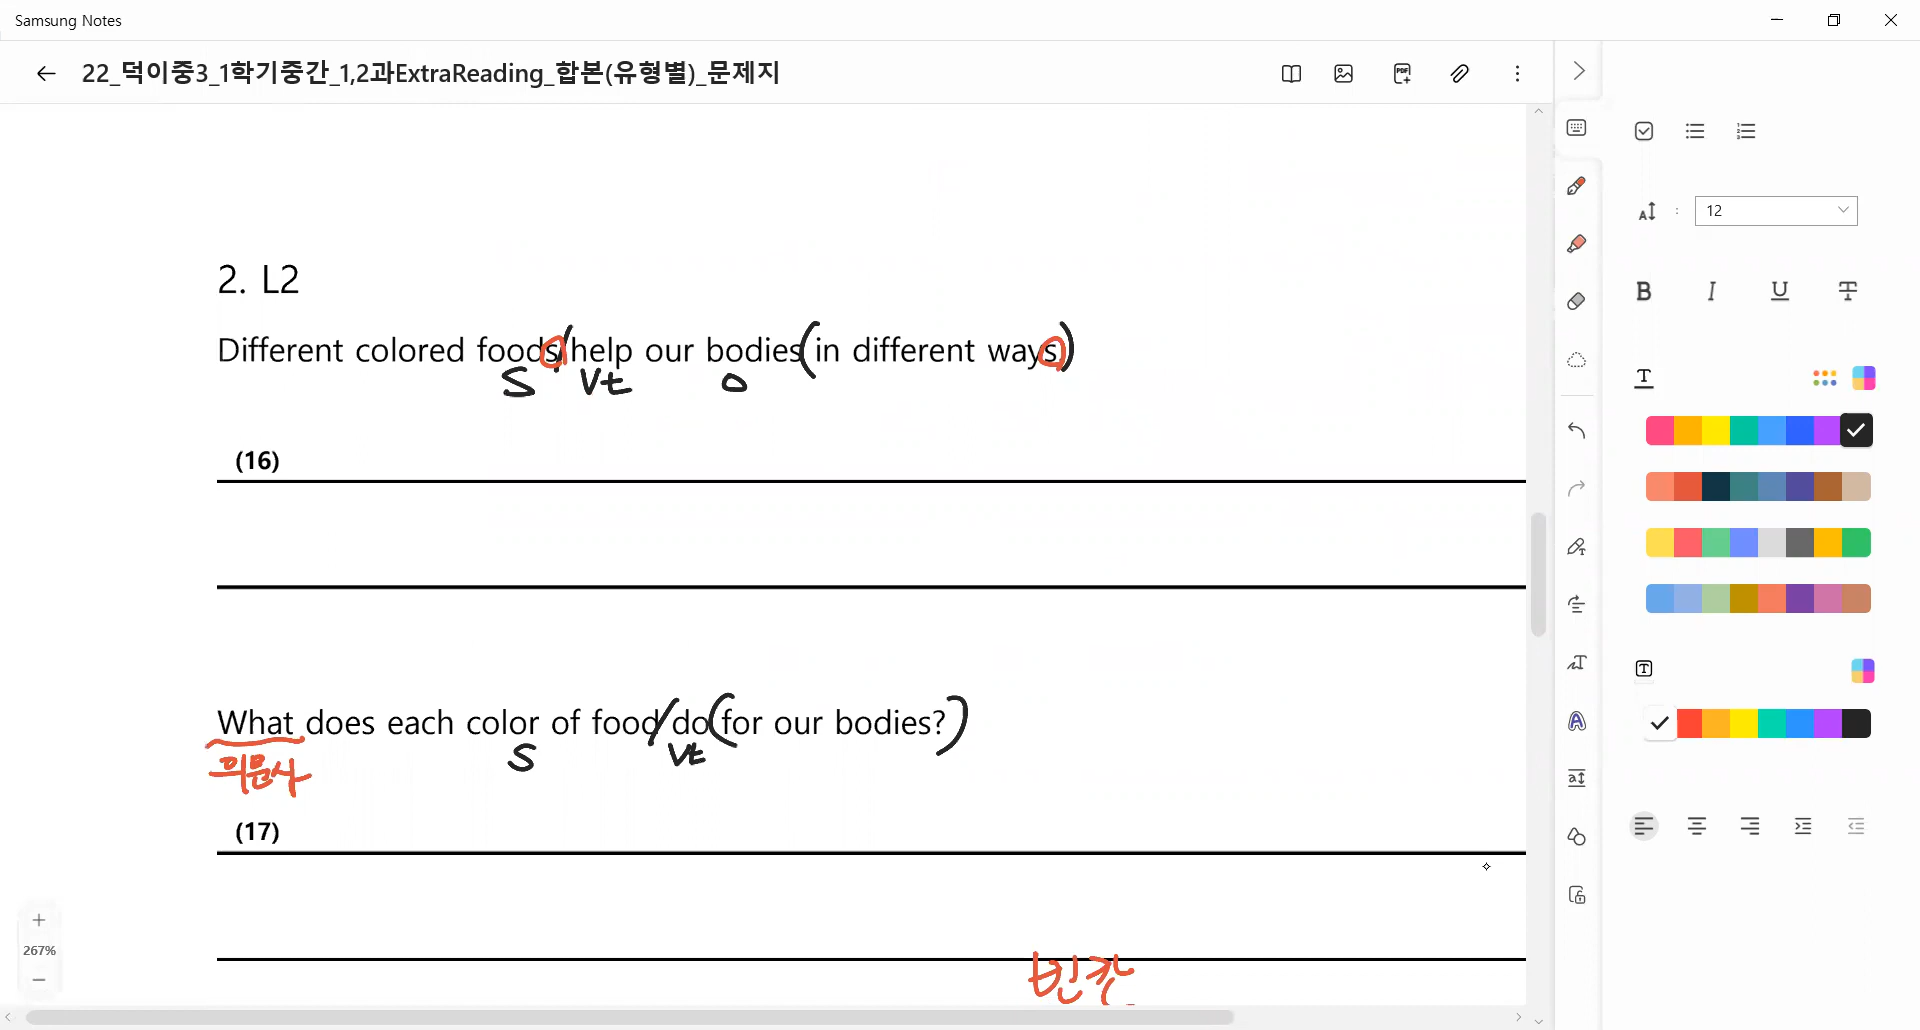 Samsung Notes
22_덕이중3_1학기중간_1,2과ExtraReading_합본(유형별)_문제지
PDF
12
B I U T
T
2. L2
Different colored foods/help our bodies(in different ways.)
S Vt O
(16)
What does each color of food/do(for our bodies?)
의문사 S Vt
(17)
빈칸
267%